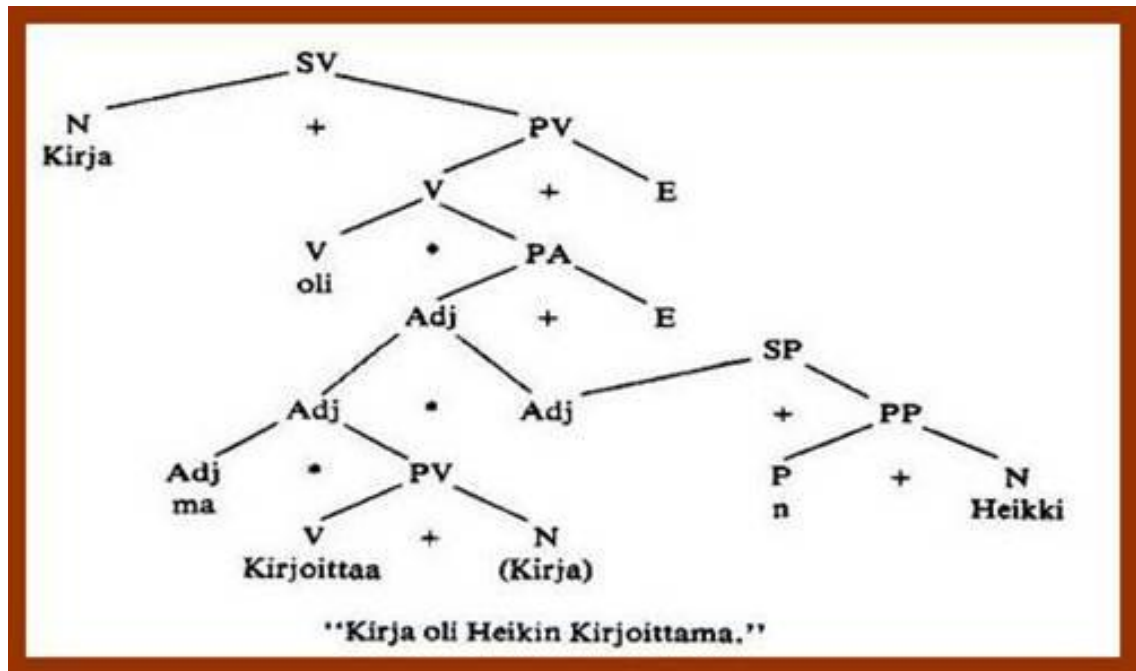 SV
N + PV
Kirja
V + E
V • PA
oli
Adj + E
SP
Adj • Adj + PP
Adj • PV P + N
ma n Heikki
V + N
Kirjoittaa (Kirja)
"Kirja oli Heikin Kirjoittama."